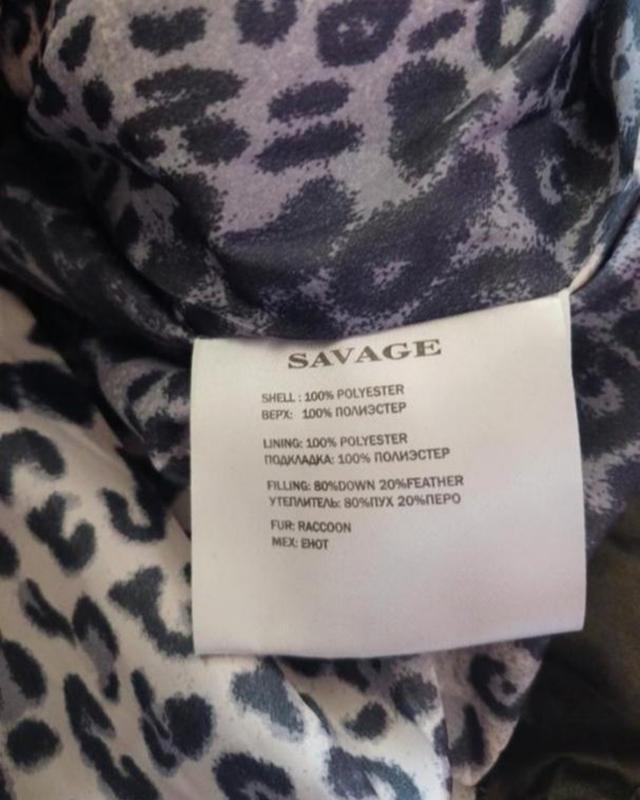 SAVAGE
SHELL : 100% POLYESTER
ВЕРХ: 100% ПОЛИЭСТЕР
LINING: 100% POLYESTER
ПОДКЛАДКА: 100% ПОЛИЭСТЕР
FILLING: 80%DOWN 20%FEATHER
УТЕПЛИТЕЛЬ: 80%ПУХ 20%ПЕРО
FUR: RACCOON
МЕХ: ЕНОТ